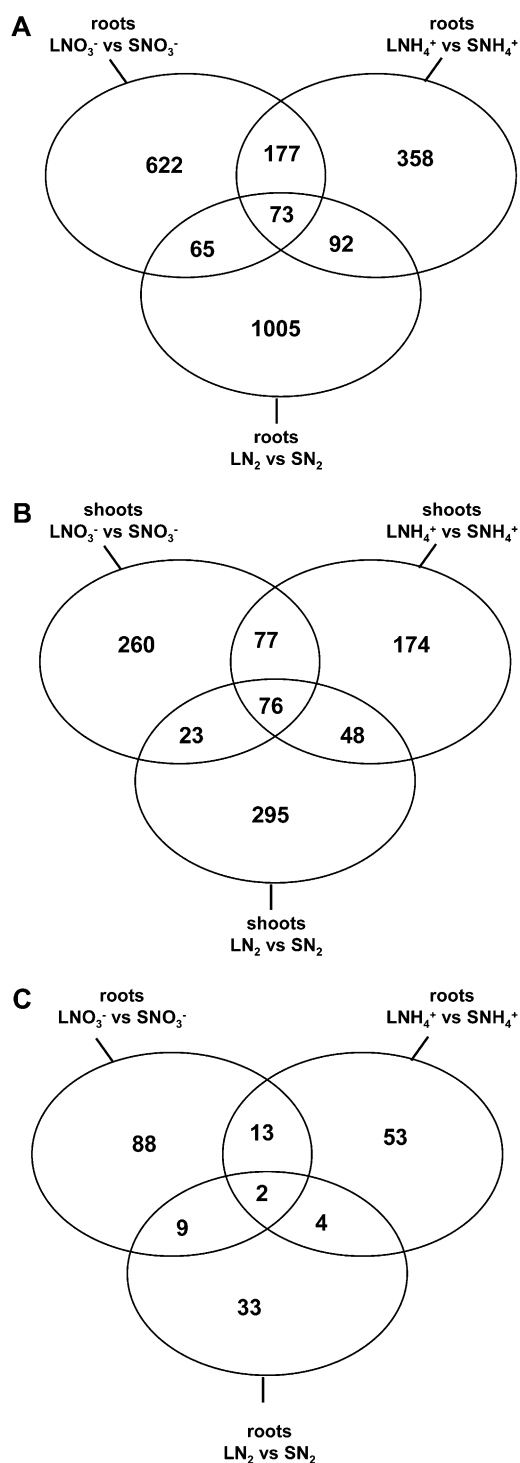 A
roots
LNO₃⁻ vs SNO₃⁻
roots
LNH₄⁺ vs SNH₄⁺
622
177
358
73
65
92
1005
roots
LN₂ vs SN₂
B
shoots
LNO₃⁻ vs SNO₃⁻
shoots
LNH₄⁺ vs SNH₄⁺
260
77
174
76
23
48
295
shoots
LN₂ vs SN₂
C
roots
LNO₃⁻ vs SNO₃⁻
roots
LNH₄⁺ vs SNH₄⁺
88
13
53
2
9
4
33
roots
LN₂ vs SN₂